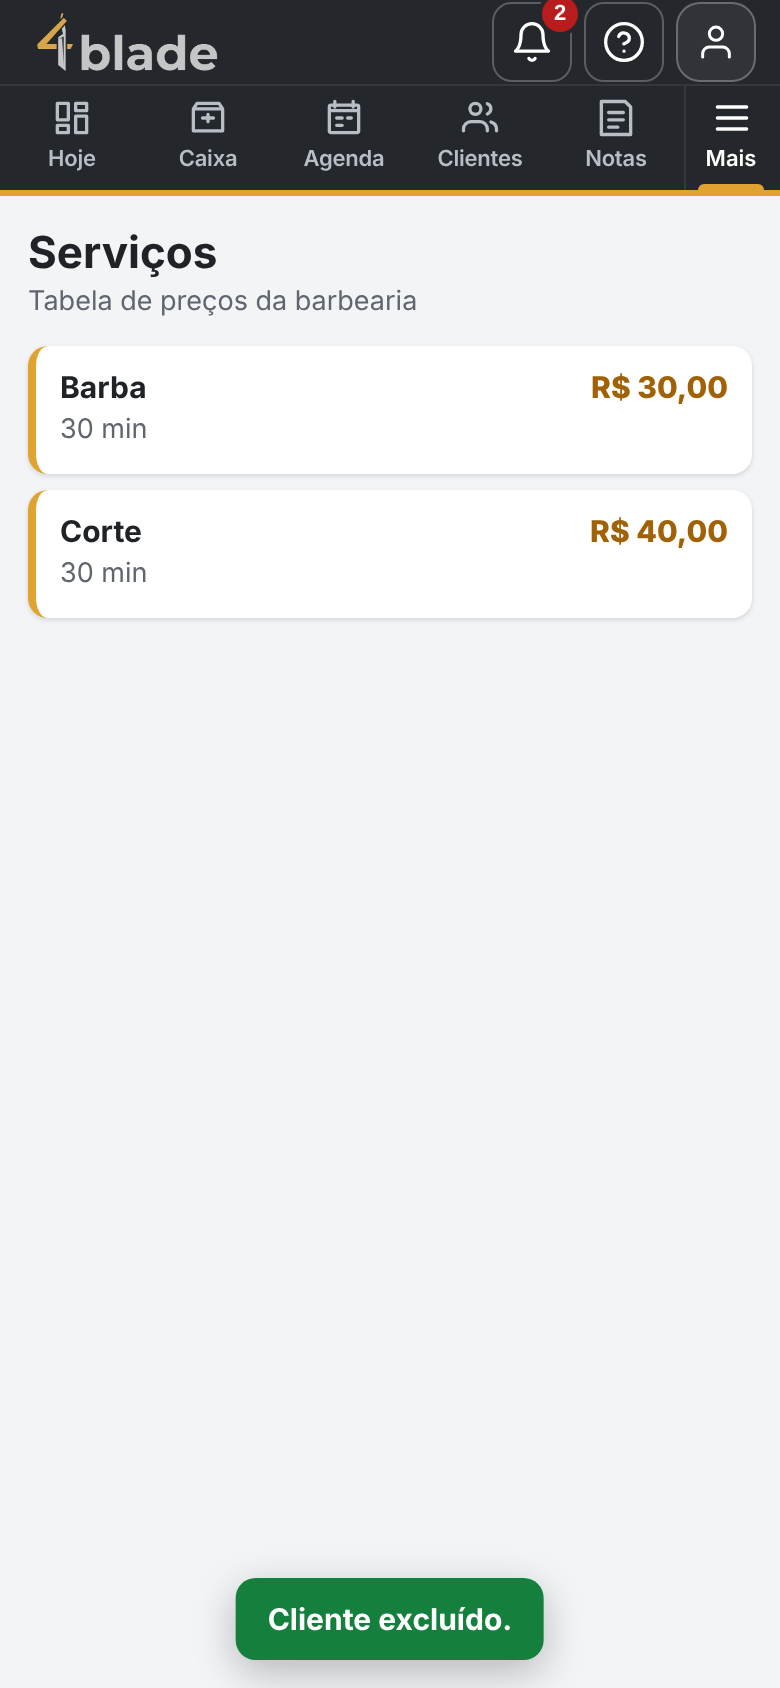 4blade
2
Hoje
Caixa
Agenda
Clientes
Notas
Mais
Serviços
Tabela de preços da barbearia
Barba
R$ 30,00
30 min
Corte
R$ 40,00
30 min
Cliente excluído.